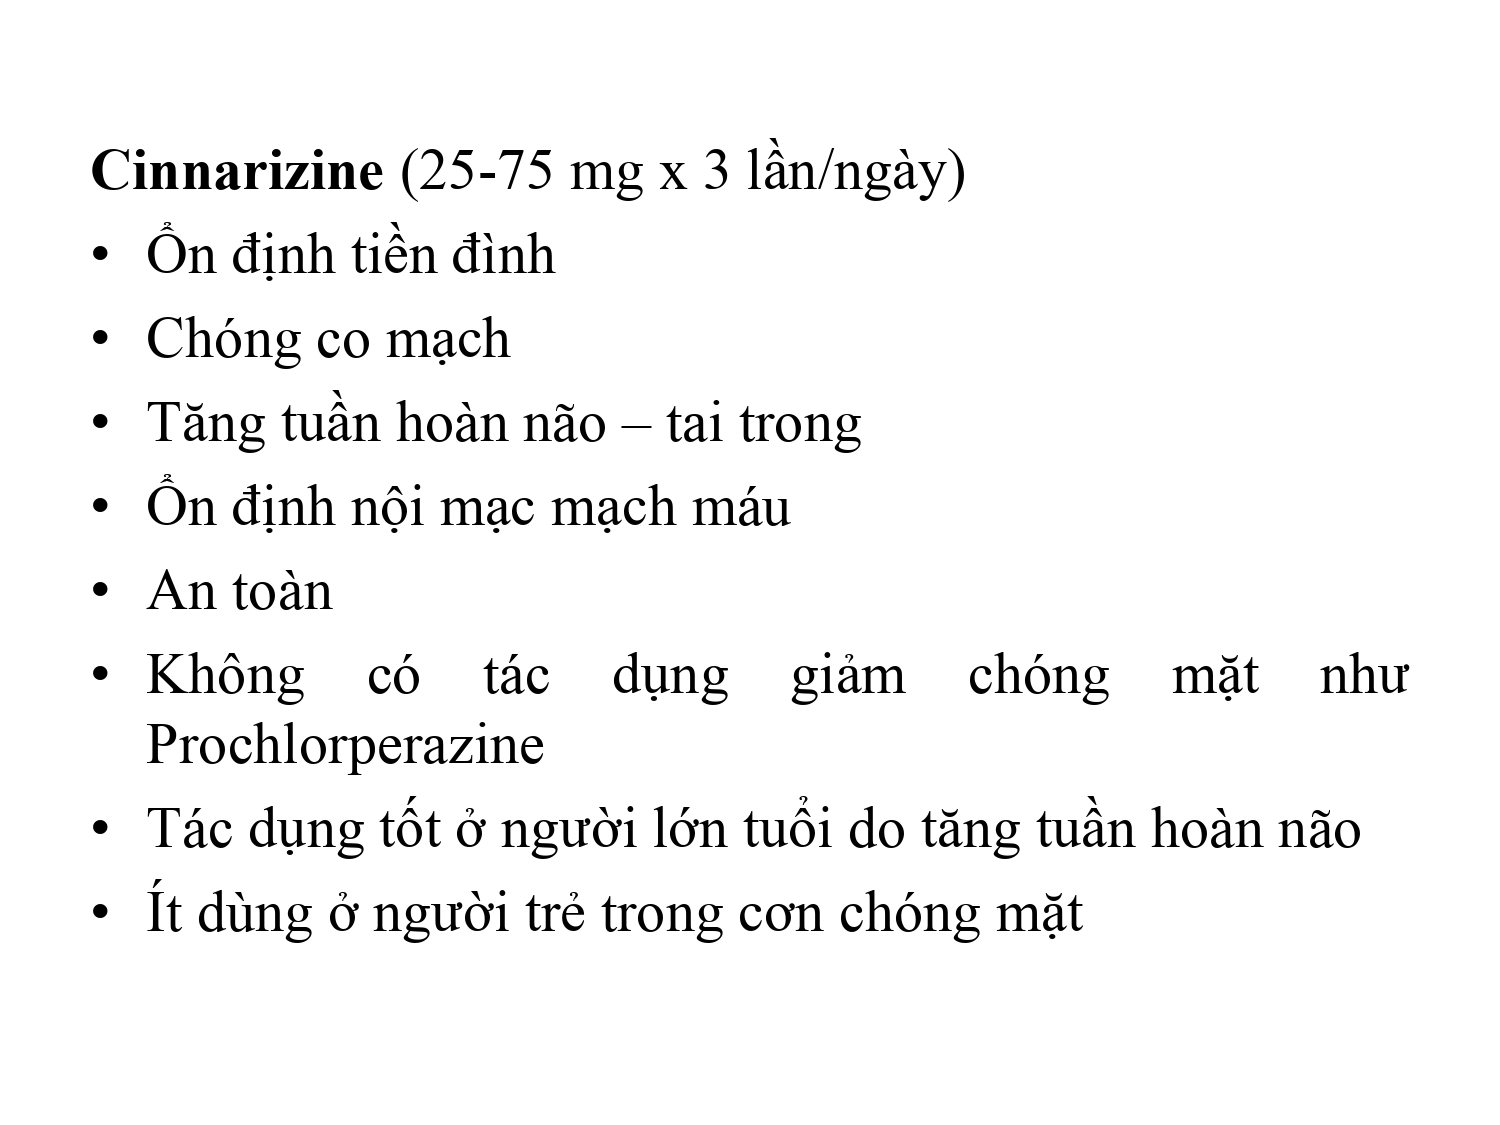 Cinnarizine (25-75 mg x 3 lần/ngày)
• Ổn định tiền đình
• Chóng co mạch
• Tăng tuần hoàn não – tai trong
• Ổn định nội mạc mạch máu
• An toàn
• Không có tác dụng giảm chóng mặt như
Prochlorperazine
• Tác dụng tốt ở người lớn tuổi do tăng tuần hoàn não
• Ít dùng ở người trẻ trong cơn chóng mặt